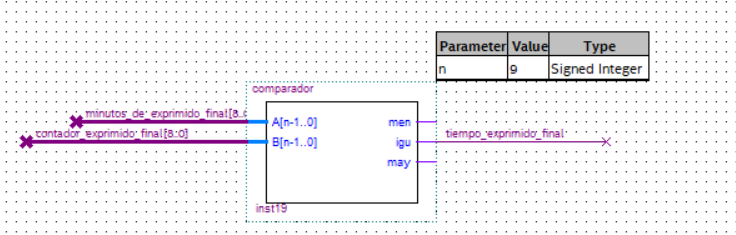 Parameter Value Type
n 9 Signed Integer
comparador
minutos_de_exprimido_final[8..
contador_exprimido_final[8..0]
A[n-1..0] men
B[n-1..0] igu
may
tiempo_exprimido_final
inst19